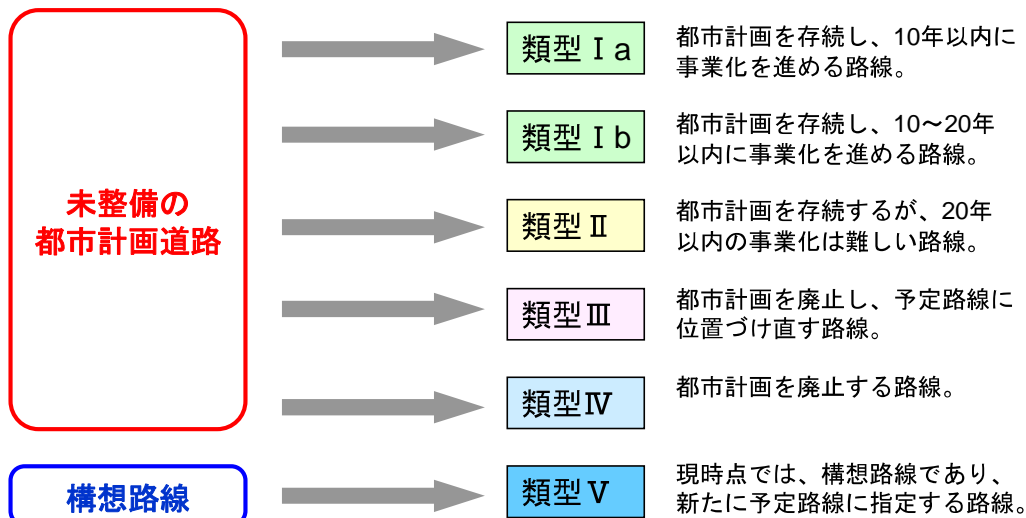 未整備の
都市計画道路
構想路線
類型Ⅰa
都市計画を存続し、10年以内に
事業化を進める路線。
類型Ⅰb
都市計画を存続し、10～20年
以内に事業化を進める路線。
類型Ⅱ
都市計画を存続するが、20年
以内の事業化は難しい路線。
類型Ⅲ
都市計画を廃止し、予定路線に
位置づけ直す路線。
類型Ⅳ
都市計画を廃止する路線。
類型Ⅴ
現時点では、構想路線であり、
新たに予定路線に指定する路線。